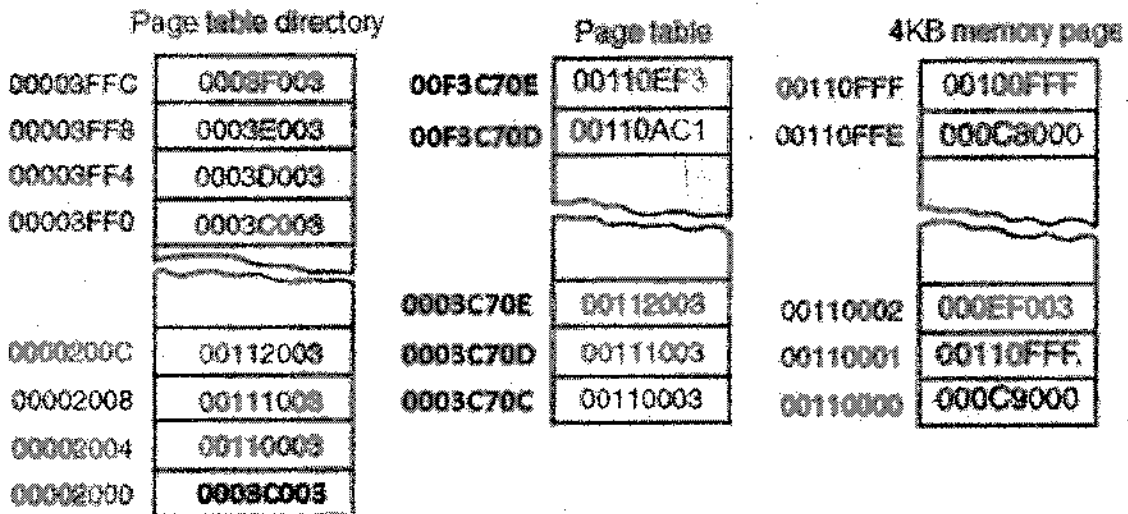 Page table directory
00003FFC 0003F003
00003FF8 0003E003
00003FF4 0003D003
00003FF0 0003C003
0000200C 00112003
00002008 00111003
00002004 00110003
00002000 0003C003
Page table
00F3C70E 00110EF3
00F3C70D 00110AC1
0003C70E 00112003
0003C70D 00111003
0003C70C 00110003
4KB memory page
00110FFF 00100FFF
00110FFE 000C8000
00110002 000EF003
00110001 00110FFF
00110000 000C9000